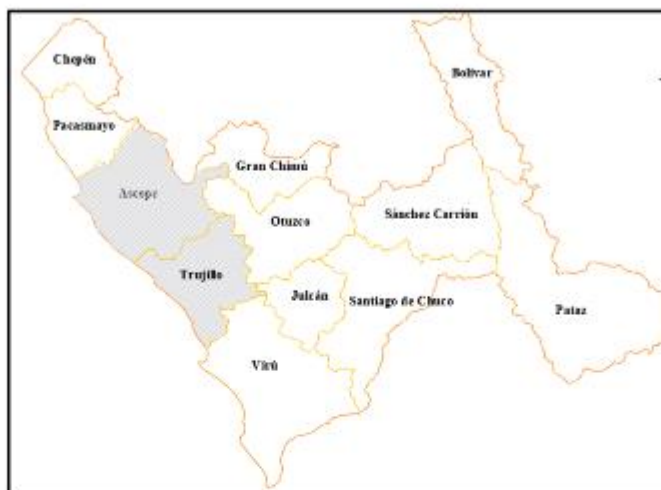 Chepén
Bolívar
Pacasmayo
Gran Chimú
Ascope
Otuzco
Sánchez Carrión
Trujillo
Julcán
Santiago de Chuco
Pataz
Virú